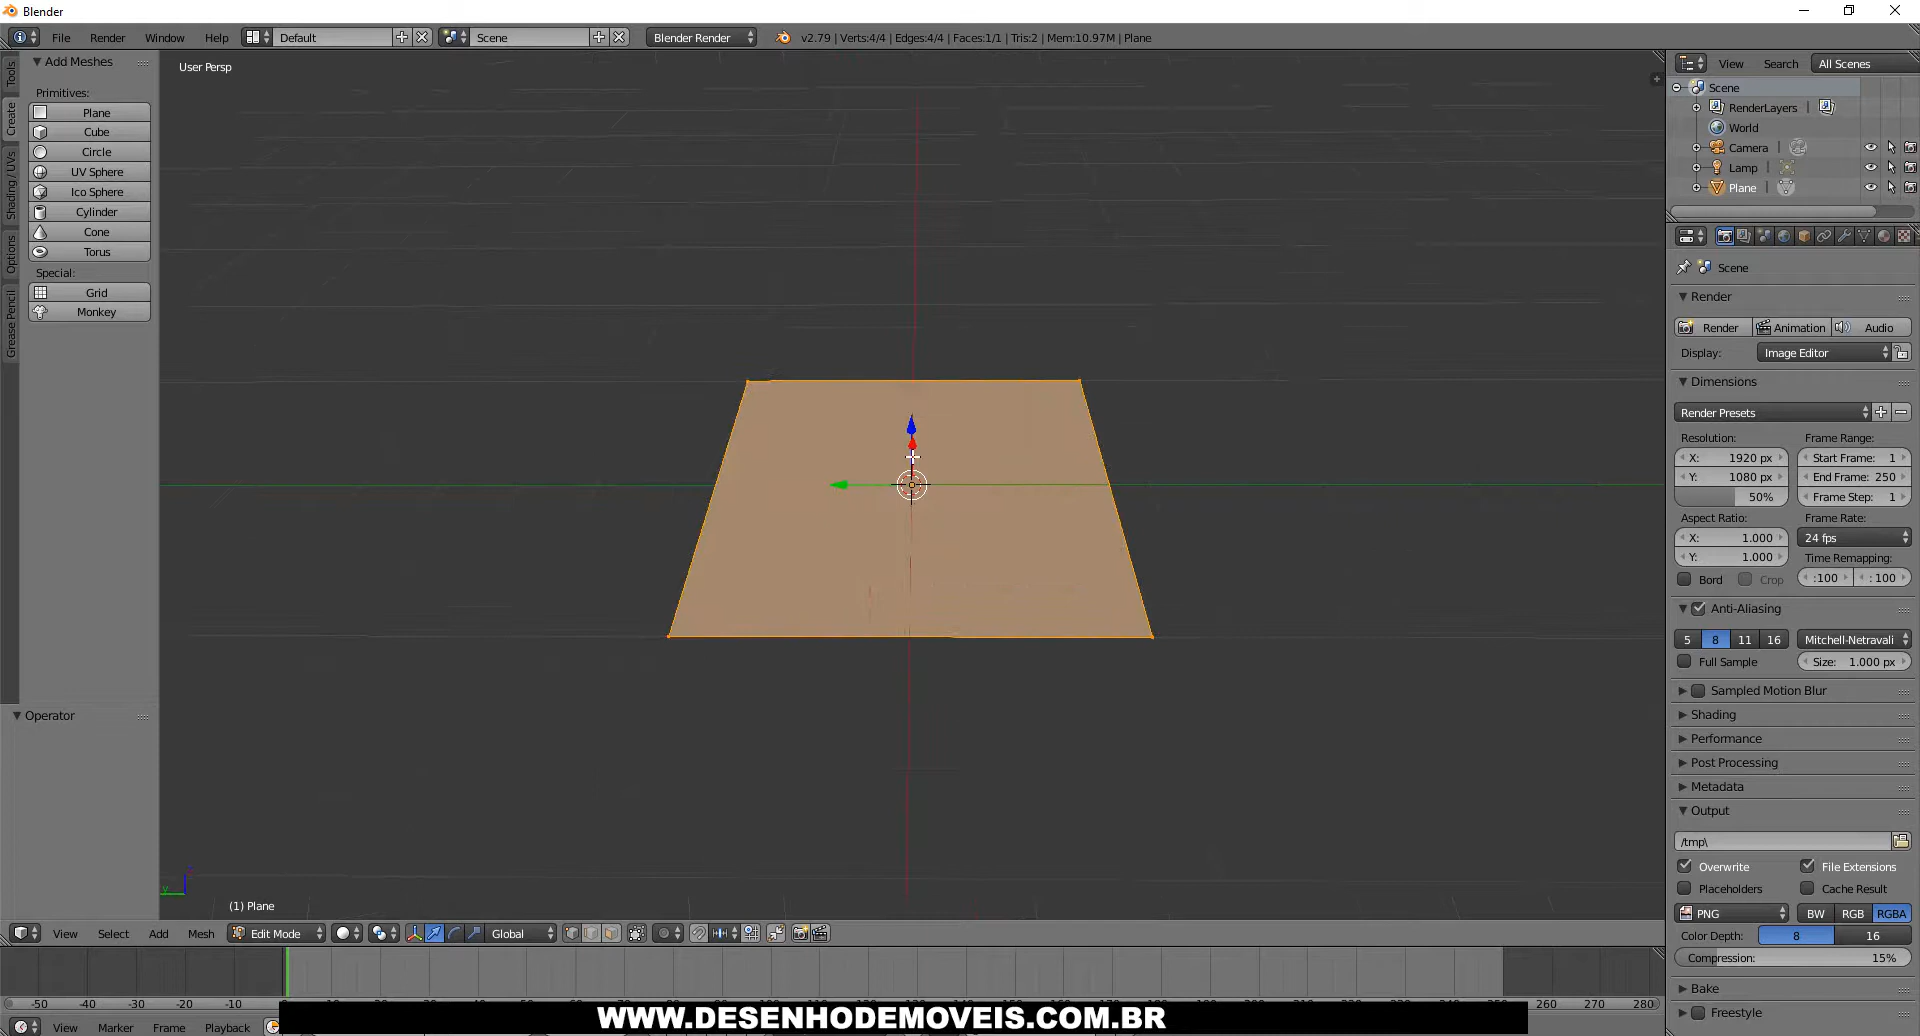 Blender
File Render Window Help Default Scene Blender Render v2.79 | Verts:4/4 | Edges:4/4 | Faces:1/1 | Tris:2 | Mem:10.97M | Plane
Tools
Create
Shading / UVs
Options
Grease Pencil
Add Meshes
Primitives:
Plane
Cube
Circle
UV Sphere
Ico Sphere
Cylinder
Cone
Torus
Special:
Grid
Monkey
Operator
User Persp
y
(1) Plane
View Select Add Mesh Edit Mode Global
View Search All Scenes
Scene
RenderLayers |
World
Camera |
Lamp |
Plane |
Scene
Render
Render Animation Audio
Display: Image Editor
Dimensions
Render Presets
Resolution: Frame Range:
X: 1920 px Start Frame: 1
Y: 1080 px End Frame: 250
50% Frame Step: 1
Aspect Ratio: Frame Rate:
X: 1.000 24 fps
Y: 1.000 Time Remapping:
Bord Crop :100 : 100
Anti-Aliasing
5 8 11 16 Mitchell-Netravali
Full Sample Size: 1.000 px
Sampled Motion Blur
Shading
Performance
Post Processing
Metadata
Output
/tmp\
Overwrite File Extensions
Placeholders Cache Result
PNG BW RGB RGBA
Color Depth: 8 16
Compression: 15%
Bake
Freestyle
-50 -40 -30 -20 -10 260 270 280
View Marker Frame Playback
WWW.DESENHODEMOVEIS.COM.BR